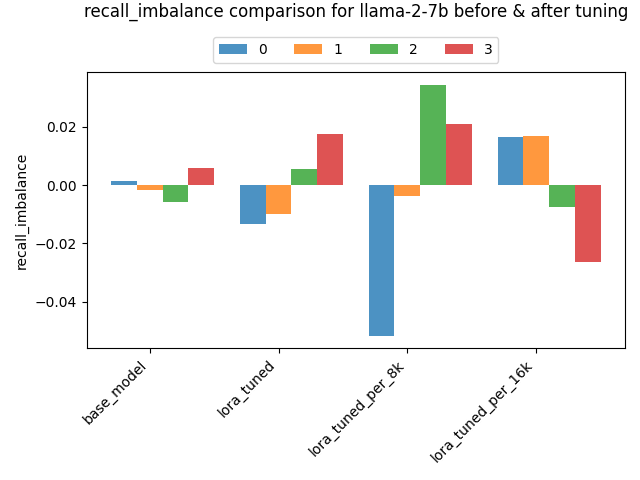 recall_imbalance comparison for llama-2-7b before & after tuning
0 1 2 3
recall_imbalance
0.02
0.00
−0.02
−0.04
base_model
lora_tuned
lora_tuned_per_8k
lora_tuned_per_16k